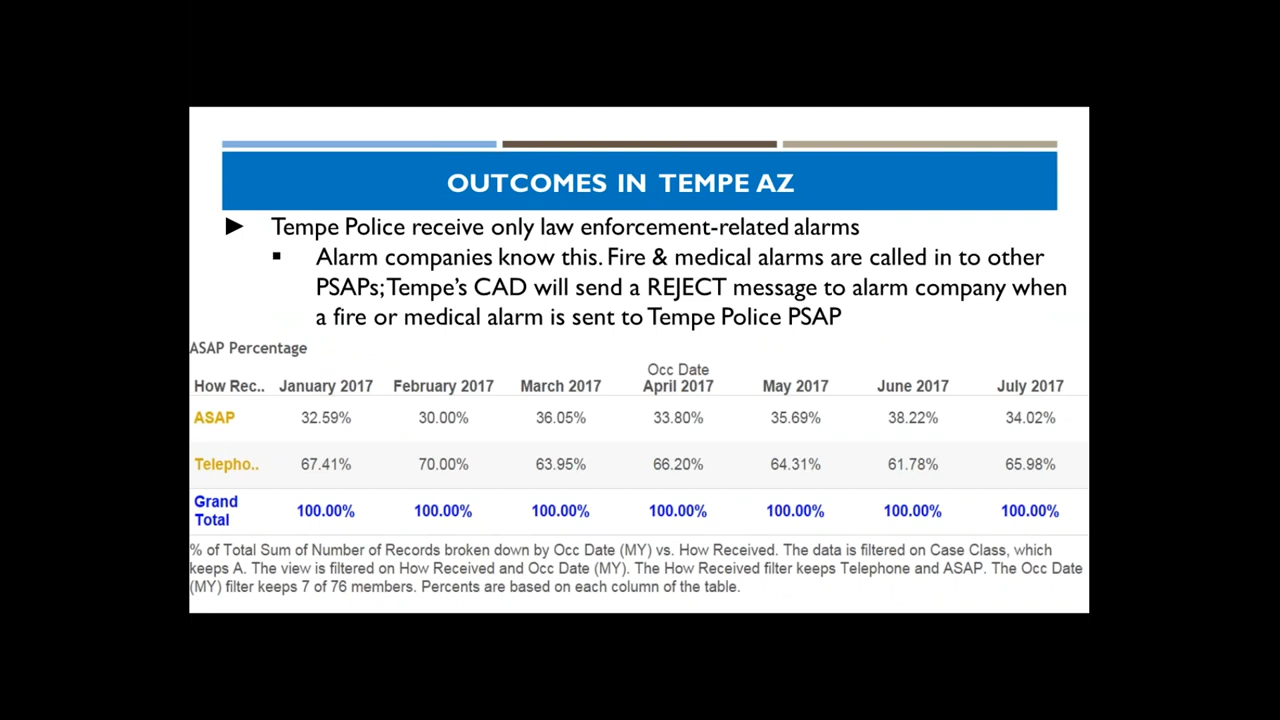 OUTCOMES IN TEMPE AZ
► Tempe Police receive only law enforcement-related alarms
▪ Alarm companies know this. Fire & medical alarms are called in to other
PSAPs; Tempe's CAD will send a REJECT message to alarm company when
a fire or medical alarm is sent to Tempe Police PSAP
ASAP Percentage
Occ Date
How Rec.. January 2017 February 2017 March 2017 April 2017 May 2017 June 2017 July 2017
ASAP 32.59% 30.00% 36.05% 33.80% 35.69% 38.22% 34.02%
Telepho.. 67.41% 70.00% 63.95% 66.20% 64.31% 61.78% 65.98%
Grand
Total 100.00% 100.00% 100.00% 100.00% 100.00% 100.00% 100.00%
% of Total Sum of Number of Records broken down by Occ Date (MY) vs. How Received. The data is filtered on Case Class, which
keeps A. The view is filtered on How Received and Occ Date (MY). The How Received filter keeps Telephone and ASAP. The Occ Date
(MY) filter keeps 7 of 76 members. Percents are based on each column of the table.